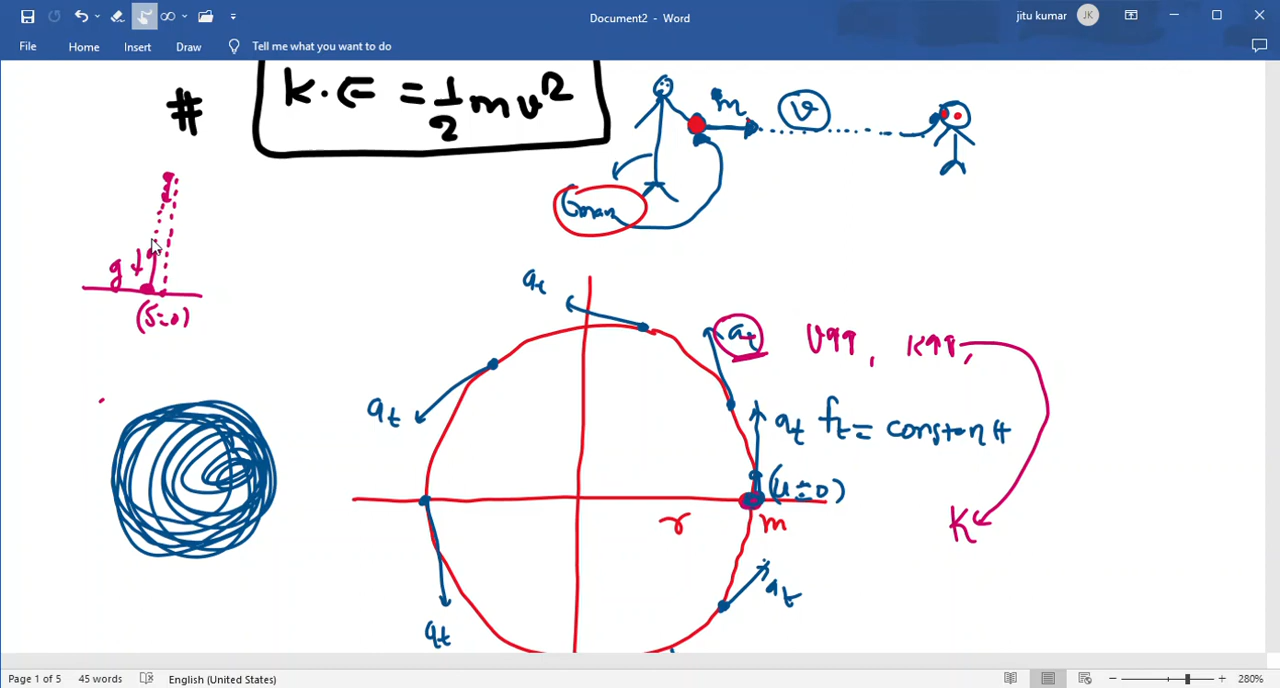 Document2 - Word
jitu kumar JK
File Home Insert Draw Tell me what you want to do
# K.E = 1/2 mv²
m v
Gman
g
(S=0)
at
at
V↑↑, K↑↑,
at
at ft = constant
(u=0)
r m
K
at
at
Page 1 of 5 45 words English (United States) 280%